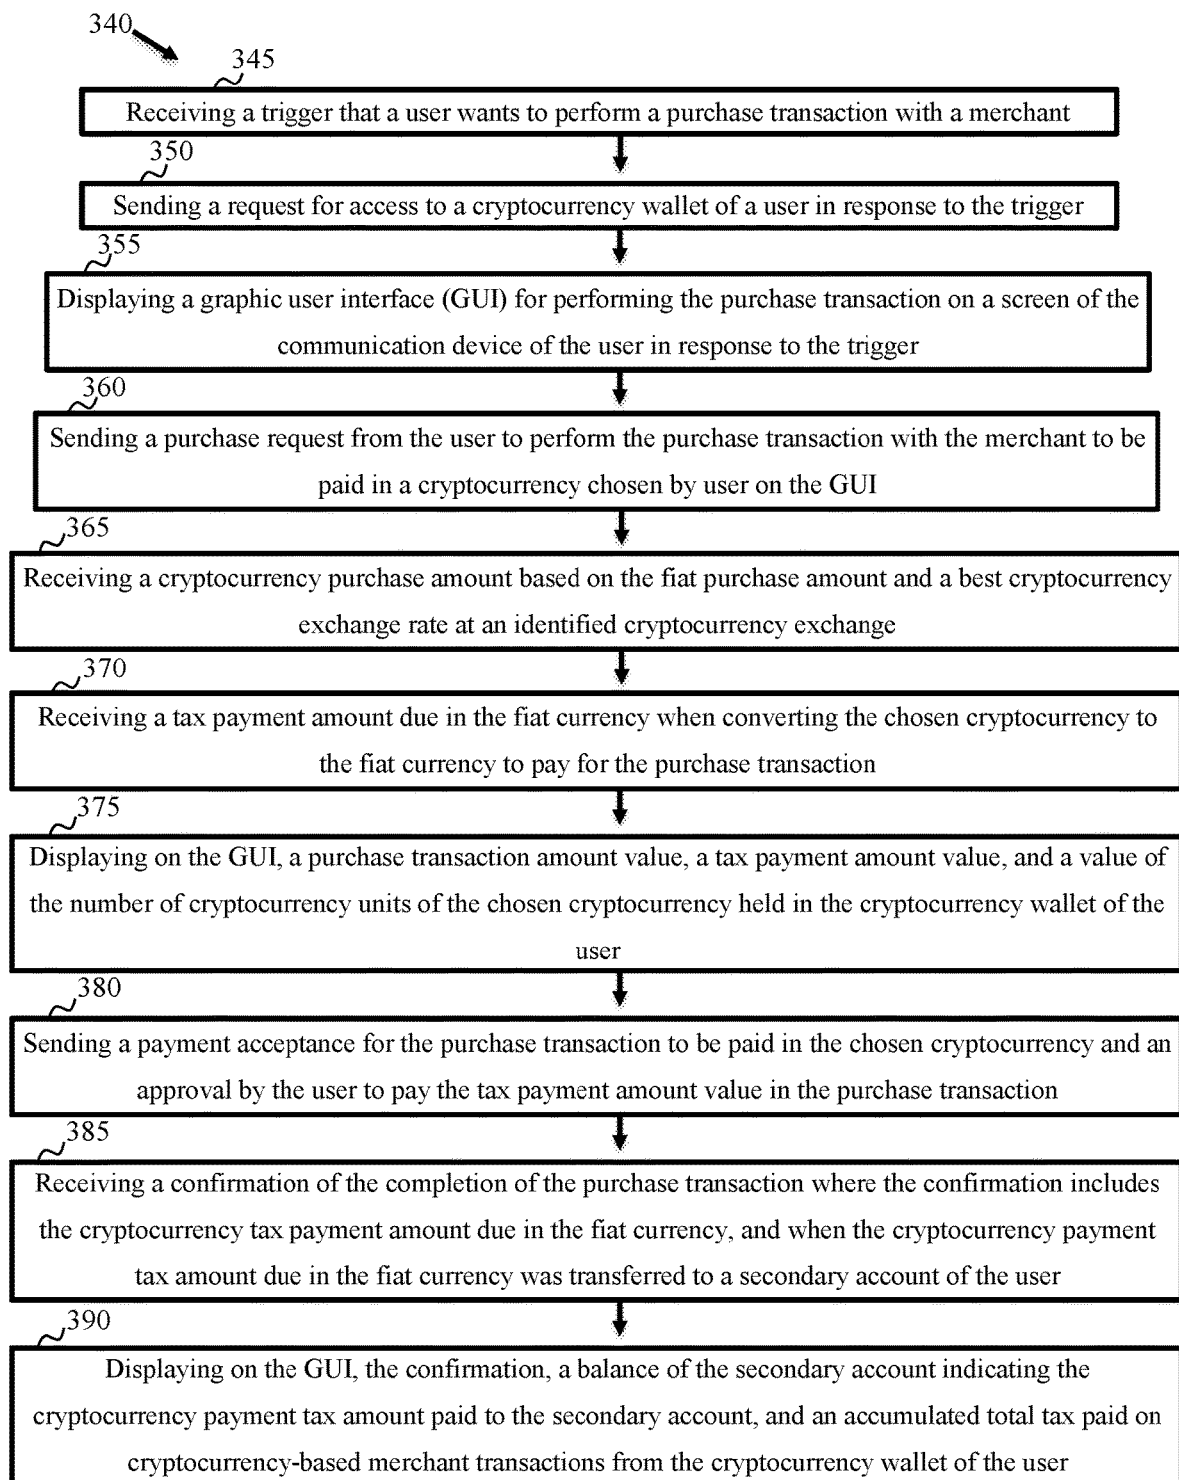 340
345
Receiving a trigger that a user wants to perform a purchase transaction with a merchant
350
Sending a request for access to a cryptocurrency wallet of a user in response to the trigger
355
Displaying a graphic user interface (GUI) for performing the purchase transaction on a screen of the
communication device of the user in response to the trigger
360
Sending a purchase request from the user to perform the purchase transaction with the merchant to be
paid in a cryptocurrency chosen by user on the GUI
365
Receiving a cryptocurrency purchase amount based on the fiat purchase amount and a best cryptocurrency
exchange rate at an identified cryptocurrency exchange
370
Receiving a tax payment amount due in the fiat currency when converting the chosen cryptocurrency to
the fiat currency to pay for the purchase transaction
375
Displaying on the GUI, a purchase transaction amount value, a tax payment amount value, and a value of
the number of cryptocurrency units of the chosen cryptocurrency held in the cryptocurrency wallet of the
user
380
Sending a payment acceptance for the purchase transaction to be paid in the chosen cryptocurrency and an
approval by the user to pay the tax payment amount value in the purchase transaction
385
Receiving a confirmation of the completion of the purchase transaction where the confirmation includes
the cryptocurrency tax payment amount due in the fiat currency, and when the cryptocurrency payment
tax amount due in the fiat currency was transferred to a secondary account of the user
390
Displaying on the GUI, the confirmation, a balance of the secondary account indicating the
cryptocurrency payment tax amount paid to the secondary account, and an accumulated total tax paid on
cryptocurrency-based merchant transactions from the cryptocurrency wallet of the user